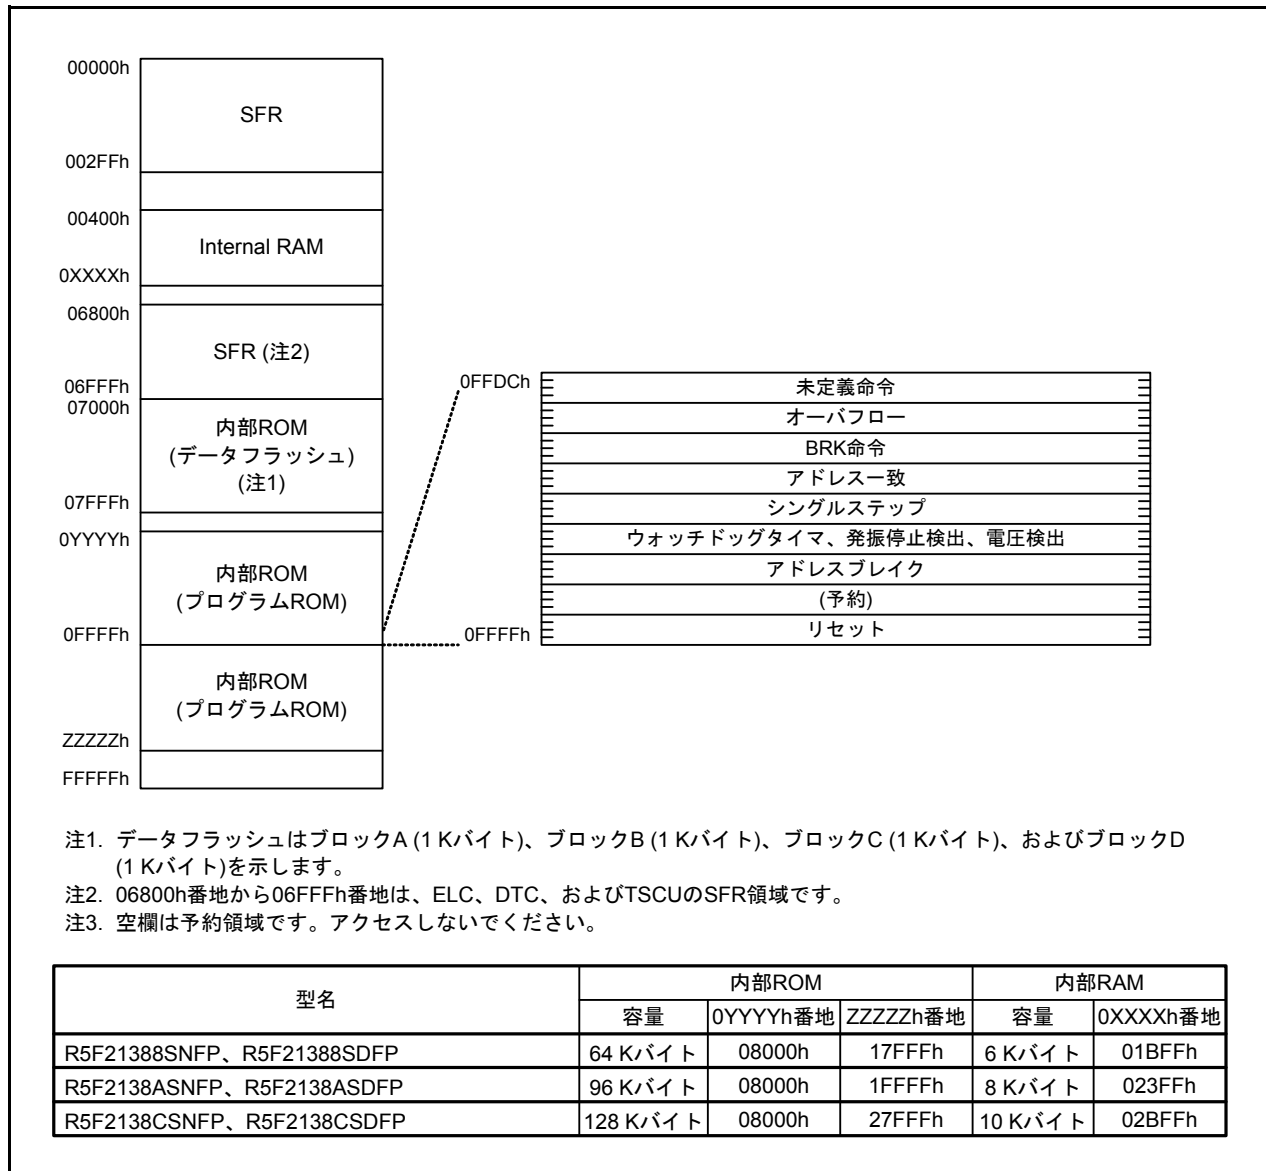 00000h
SFR
002FFh
00400h
Internal RAM
0XXXXh
06800h
SFR (注2)
06FFFh
07000h
内部ROM
(データフラッシュ)
(注1)
07FFFh
0YYYYh
内部ROM
(プログラムROM)
0FFFFh
内部ROM
(プログラムROM)
ZZZZZh
FFFFFh
0FFDCh
未定義命令
オーバフロー
BRK命令
アドレス一致
シングルステップ
ウォッチドッグタイマ、発振停止検出、電圧検出
アドレスブレイク
(予約)
0FFFFh リセット
注1. データフラッシュはブロックA (1 Kバイト)、ブロックB (1 Kバイト)、ブロックC (1 Kバイト)、およびブロックD
(1 Kバイト)を示します。
注2. 06800h番地から06FFFh番地は、ELC、DTC、およびTSCUのSFR領域です。
注3. 空欄は予約領域です。アクセスしないでください。
型名 内部ROM 内部RAM
容量 0YYYYh番地 ZZZZZh番地 容量 0XXXXh番地
R5F21388SNFP、R5F21388SDFP 64 Kバイト 08000h 17FFFh 6 Kバイト 01BFFh
R5F2138ASNFP、R5F2138ASDFP 96 Kバイト 08000h 1FFFFh 8 Kバイト 023FFh
R5F2138CSNFP、R5F2138CSDFP 128 Kバイト 08000h 27FFFh 10 Kバイト 02BFFh